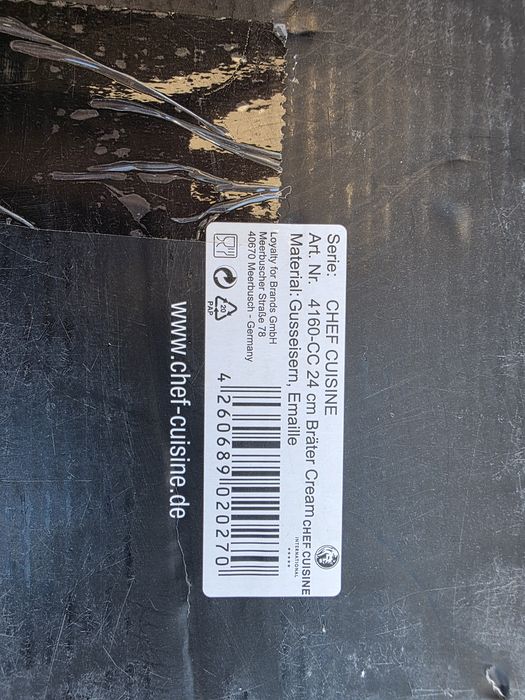 Serie: CHEF CUISINE
Art. Nr. 4160-CC 24 cm Bräter Cream
Material: Gusseisern, Emaille
CHEF CUISINE
INTERNATIONAL
Loyalty for Brands GmbH
Meerbuscher Straße 78
40670 Meerbusch - Germany
20
PAP
4 260689 020270
www.chef-cuisine.de